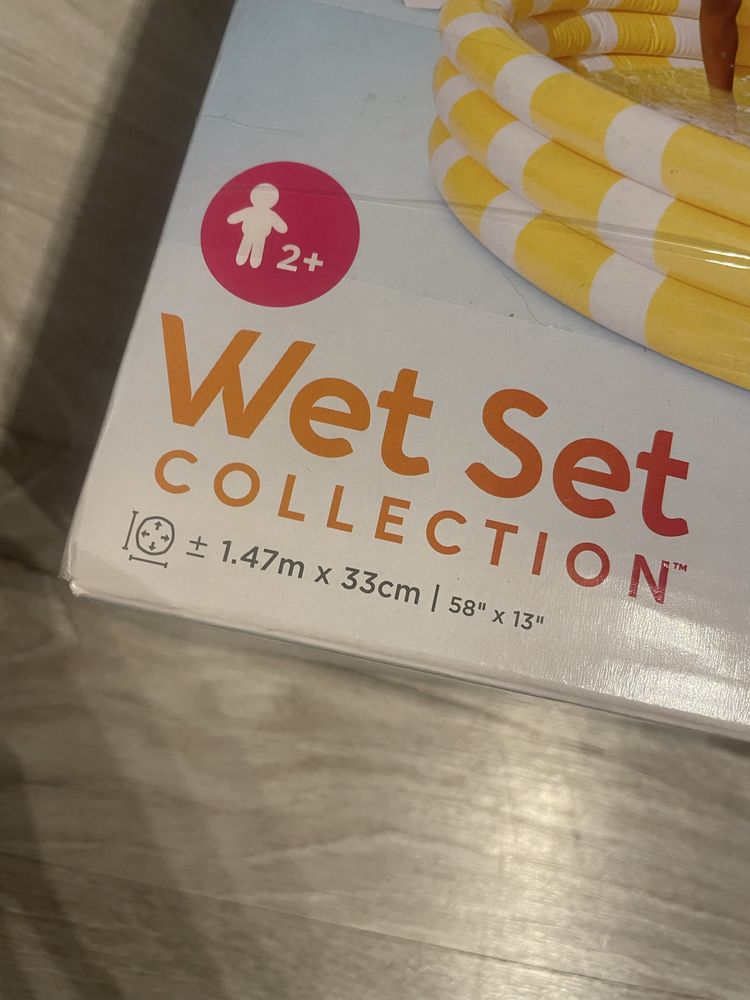 2+
Wet Set
COLLECTION™
± 1.47m x 33cm | 58" x 13"